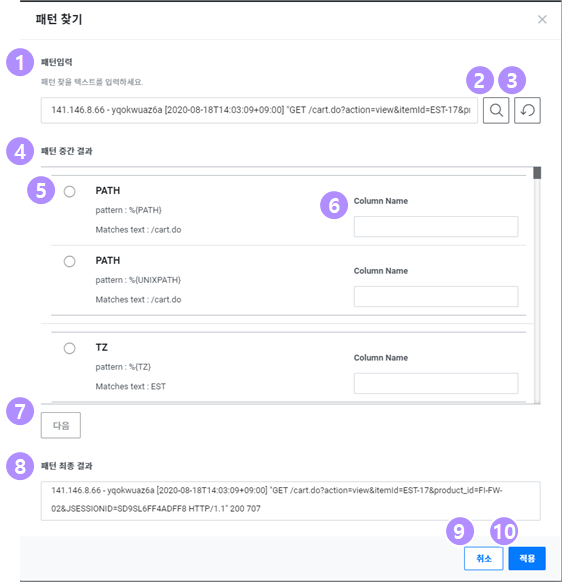 패턴 찾기
1 패턴입력
패턴 찾을 텍스트를 입력하세요.
2 3
141.146.8.66 - yqokwuaz6a [2020-08-18T14:03:09+09:00] "GET /cart.do?action=view&itemId=EST-17&pr
4 패턴 중간 결과
5 PATH
pattern : %{PATH}
Matches text : /cart.do
6 Column Name
PATH
pattern : %{UNIXPATH}
Matches text : /cart.do
Column Name
TZ
pattern : %{TZ}
Matches text : EST
Column Name
7
다음
8 패턴 최종 결과
141.146.8.66 - yqokwuaz6a [2020-08-18T14:03:09+09:00] "GET /cart.do?action=view&itemId=EST-17&product_id=FI-FW-
02&JSESSIONID=SD9SL6FF4ADFF8 HTTP/1.1" 200 707
9 10
취소 적용